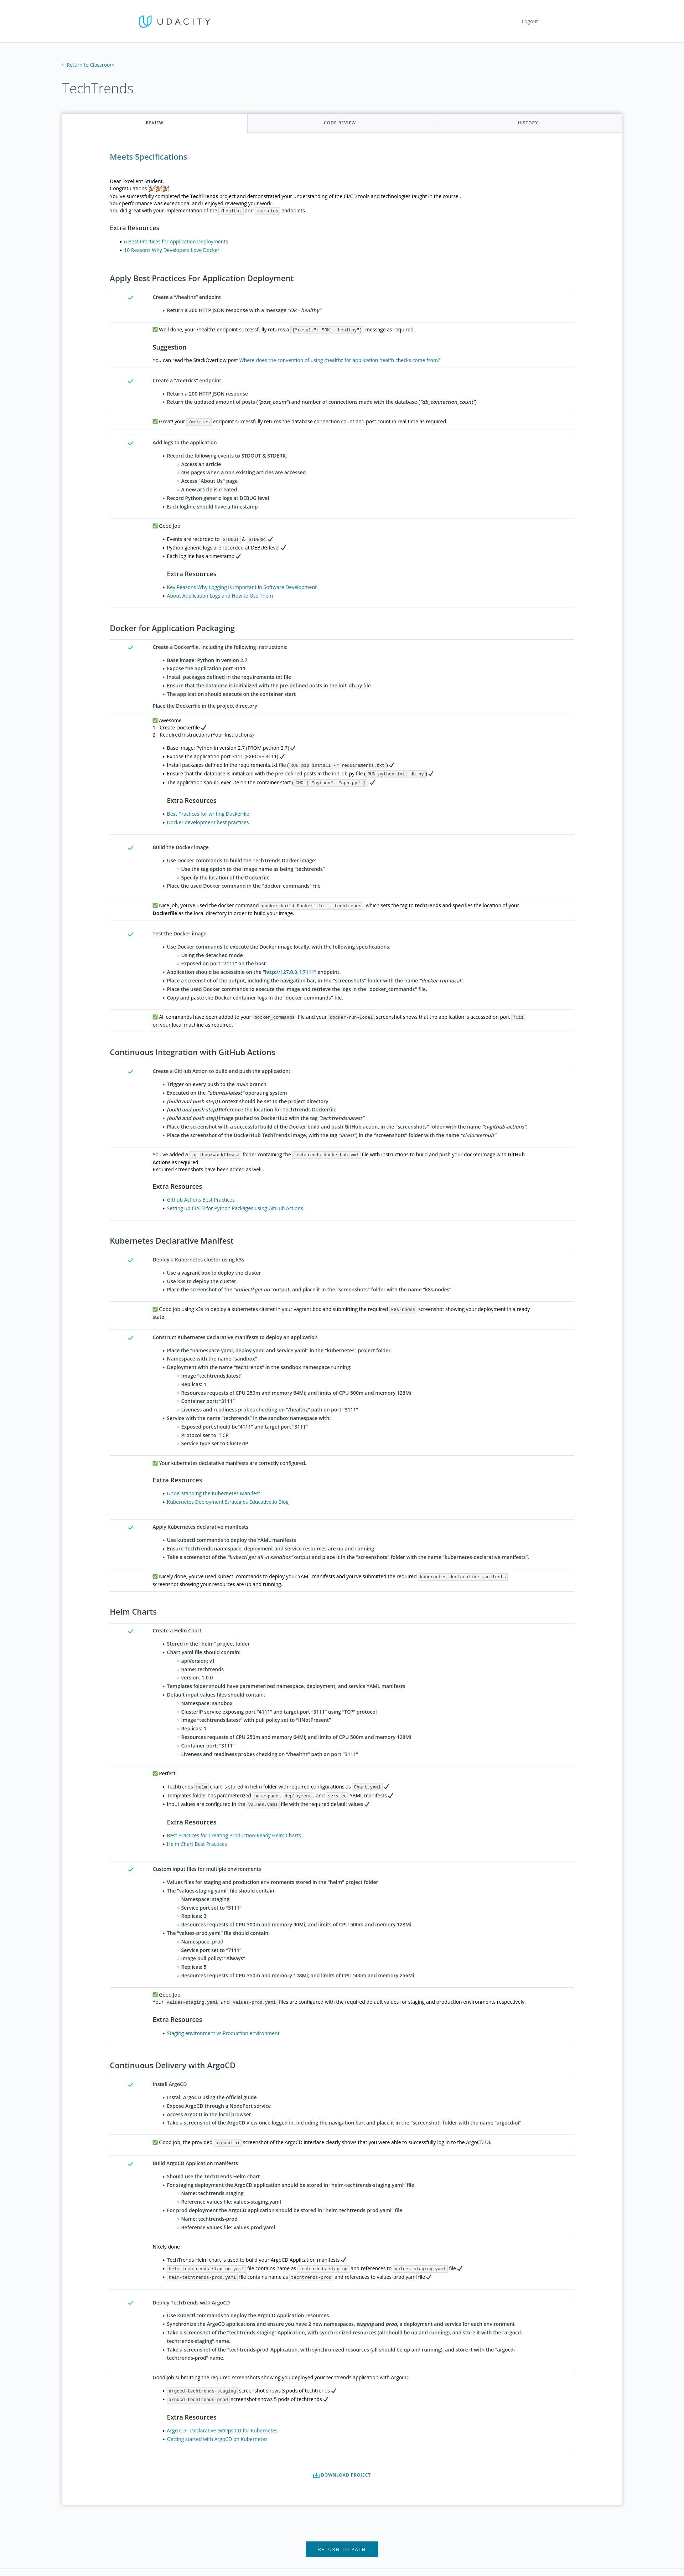 UDACITY
Logout
Return to Classroom
TechTrends
REVIEW
CODE REVIEW
HISTORY
Meets Specifications
Dear Excellent Student,
Congratulations
You've successfully completed the TechTrends project and demonstrated your understanding of the CI/CD tools and technologies taught in the course .
Your performance was exceptional and I enjoyed reviewing your work.
You did great with your implementation of the /healthz and /metrics endpoints .
Extra Resources
6 Best Practices for Application Deployments
10 Reasons Why Developers Love Docker
Apply Best Practices For Application Deployment
Create a "/healthz" endpoint
Return a 200 HTTP JSON response with a message "OK - healthy"
Well done, your /healthz endpoint successfully returns a {"result": "OK - healthy"} message as required.
Suggestion
You can read the StackOverflow post Where does the convention of using /healthz for application health checks come from?
Create a "/metrics" endpoint
Return a 200 HTTP JSON response
Return the updated amount of posts ("post_count") and number of connections made with the database ("db_connection_count")
Great! your /metrics endpoint successfully returns the database connection count and post count in real time as required.
Add logs to the application
Record the following events to STDOUT & STDERR:
Access an article
404 pages when a non-existing articles are accessed
Access "About Us" page
A new article is created
Record Python generic logs at DEBUG level
Each logline should have a timestamp
Good job
Events are recorded to STDOUT & STDERR ✓
Python generic logs are recorded at DEBUG level ✓
Each logline has a timestamp ✓
Extra Resources
Key Reasons Why Logging is Important in Software Development
About Application Logs and How to Use Them
Docker for Application Packaging
Create a Dockerfile, including the following instructions:
Base image: Python in version 2.7
Expose the application port 3111
Install packages defined in the requirements.txt file
Ensure that the database is initialized with the pre-defined posts in the init_db.py file
The application should execute on the container start
Place the Dockerfile in the project directory
Awesome
1 - Create Dockerfile ✓
2 - Required Instructions (Your Instructions)
Base image: Python in version 2.7 (FROM python:2.7) ✓
Expose the application port 3111 (EXPOSE 3111) ✓
Install packages defined in the requirements.txt file ( RUN pip install -r requirements.txt ) ✓
Ensure that the database is initialized with the pre-defined posts in the init_db.py file ( RUN python init_db.py ) ✓
The application should execute on the container start ( CMD [ "python", "app.py" ] ) ✓
Extra Resources
Best Practices for writing Dockerfile
Docker development best practices
Build the Docker image
Use Docker commands to build the TechTrends Docker image:
Use the tag option to the image name as being "techtrends"
Specify the location of the Dockerfile
Place the used Docker command in the "docker_commands" file
Nice job, you've used the docker command docker build Dockerfile -t techtrends. which sets the tag to techtrends and specifies the location of your
Dockerfile as the local directory in order to build your image.
Test the Docker image
Use Docker commands to execute the Docker image locally, with the following specifications:
Using the detached mode
Exposed on port "7111" on the host
Application should be accessible on the "http://127.0.0.1:7111" endpoint.
Place a screenshot of the output, including the navigation bar, in the "screenshots" folder with the name "docker-run-local".
Place the used Docker commands to execute the image and retrieve the logs in the "docker_commands" file.
Copy and paste the Docker container logs in the "docker_commands" file.
All commands have been added to your docker_commands file and your docker-run-local screenshot shows that the application is accessed on port 7111
on your local machine as required.
Continuous Integration with GitHub Actions
Create a GitHub Action to build and push the application:
Trigger on every push to the main branch
Executed on the "ubuntu-latest" operating system
(build and push step) Context should be set to the project directory
(build and push step) Reference the location for TechTrends Dockerfile
(build and push step) Image pushed to DockerHub with the tag "techtrends:latest"
Place the screenshot with a successful build of the Docker build and push GitHub action, in the "screenshots" folder with the name "ci-github-actions".
Place the screenshot of the DockerHub TechTrends image, with the tag "latest", in the "screenshots" folder with the name "ci-dockerhub"
You've added a .github/workflows/ folder containing the techtrends-dockerhub.yml file with instructions to build and push your docker image with GitHub
Actions as required.
Required screenshots have been added as well .
Extra Resources
Github Actions Best Practices
Setting up CI/CD for Python Packages using GitHub Actions
Kubernetes Declarative Manifest
Deploy a Kubernetes cluster using k3s
Use a vagrant box to deploy the cluster
Use k3s to deploy the cluster
Place the screenshot of the "kubectl get no" output, and place it in the "screenshots" folder with the name "k8s-nodes".
Good job using k3s to deploy a kubernetes cluster in your vagrant box and submitting the required k8s-nodes screenshot showing your deployment in a ready
state.
Construct Kubernetes declarative manifests to deploy an application
Place the "namespace.yaml, deploy.yaml and service.yaml" in the "kubernetes" project folder.
Namespace with the name "sandbox"
Deployment with the name "techtrends" in the sandbox namespace running:
Image "techtrends:latest"
Replicas: 1
Resources requests of CPU 250m and memory 64Mi; and limits of CPU 500m and memory 128Mi
Container port: "3111"
Liveness and readiness probes checking on "/healthz" path on port "3111"
Service with the name "techtrends" in the sandbox namespace with:
Exposed port should be"4111" and target port "3111"
Protocol set to "TCP"
Service type set to ClusterIP
Your kubernetes declarative manifests are correctly configured.
Extra Resources
Understanding the Kubernetes Manifest
Kubernetes Deployment Strategies Educative.io Blog
Apply Kubernetes declarative manifests
Use kubectl commands to deploy the YAML manifests
Ensure TechTrends namespace, deployment and service resources are up and running
Take a screenshot of the "kubectl get all -n sandbox" output and place it in the "screenshots" folder with the name "kubernetes-declarative-manifests".
Nicely done, you've used kubectl commands to deploy your YAML manifests and you've submitted the required kubernetes-declarative-manifests
screenshot showing your resources are up and running.
Helm Charts
Create a Helm Chart
Stored in the "helm" project folder
Chart.yaml file should contain:
apiVersion: v1
name: techtrends
version: 1.0.0
Templates folder should have parameterized namespace, deployment, and service YAML manifests
Default input values files should contain:
Namespace: sandbox
ClusterIP service exposing port "4111" and target port "3111" using "TCP" protocol
Image "techtrends:latest" with pull policy set to "IfNotPresent"
Replicas: 1
Resources requests of CPU 250m and memory 64Mi; and limits of CPU 500m and memory 128Mi
Container port: "3111"
Liveness and readiness probes checking on "/healthz" path on port "3111"
Perfect
Techtrends helm chart is stored in helm folder with required configurations as Chart.yaml ✓
Templates folder has parameterized namespace , deployment , and service YAML manifests ✓
Input values are configured in the values.yaml file with the required default values ✓
Extra Resources
Best Practices for Creating Production-Ready Helm Charts
Helm Chart Best Practices
Custom input files for multiple environments
Values files for staging and production environments stored in the "helm" project folder
The "values-staging.yaml" file should contain:
Namespace: staging
Service port set to "5111"
Replicas: 3
Resources requests of CPU 300m and memory 90Mi; and limits of CPU 500m and memory 128Mi
The "values-prod.yaml" file should contain:
Namespace: prod
Service port set to "7111"
Image pull policy: "Always"
Replicas: 5
Resources requests of CPU 350m and memory 128Mi; and limits of CPU 500m and memory 256Mi
Good Job
Your values-staging.yaml and values-prod.yaml files are configured with the required default values for staging and production environments respectively.
Extra Resources
Staging environment vs Production environment
Continuous Delivery with ArgoCD
Install ArgoCD
Install ArgoCD using the official guide
Expose ArgoCD through a NodePort service
Access ArgoCD in the local browser
Take a screenshot of the ArgoCD view once logged in, including the navigation bar, and place it in the "screenshot" folder with the name "argocd-ui"
Good job, the provided argocd-ui screenshot of the ArgoCD interface clearly shows that you were able to successfully log in to the ArgoCD UI.
Build ArgoCD Application manifests
Should use the TechTrends Helm chart
For staging deployment the ArgoCD application should be stored in "helm-techtrends-staging.yaml" file
Name: techtrends-staging
Reference values file: values-staging.yaml
For prod deployment the ArgoCD application should be stored in "helm-techtrends-prod.yaml" file
Name: techtrends-prod
Reference values file: values-prod.yaml
Nicely done
TechTrends Helm chart is used to build your ArgoCD Application manifests ✓
helm-techtrends-staging.yaml file contains name as techtrends-staging and references to values-staging.yaml file ✓
helm-techtrends-prod.yaml file contains name as techtrends-prod and references to values-prod.yaml file ✓
Deploy TechTrends with ArgoCD
Use kubectl commands to deploy the ArgoCD Application resources
Synchronize the ArgoCD applications and ensure you have 2 new namespaces, staging and prod, a deployment and service for each environment
Take a screenshot of the "techtrends-staging" Application, with synchronized resources (all should be up and running), and store it with the "argocd-
techtrends-staging" name.
Take a screenshot of the "techtrends-prod"Application, with synchronized resources (all should be up and running), and store it with the "argocd-
techtrends-prod" name.
Good Job submitting the required screenshots showing you deployed your techtrends application with ArgoCD
argocd-techtrends-staging screenshot shows 3 pods of techtrends ✓
argocd-techtrends-prod screenshot shows 5 pods of techtrends ✓
Extra Resources
Argo CD - Declarative GitOps CD for Kubernetes
Getting started with ArgoCD on Kubernetes
DOWNLOAD PROJECT
RETURN TO PATH